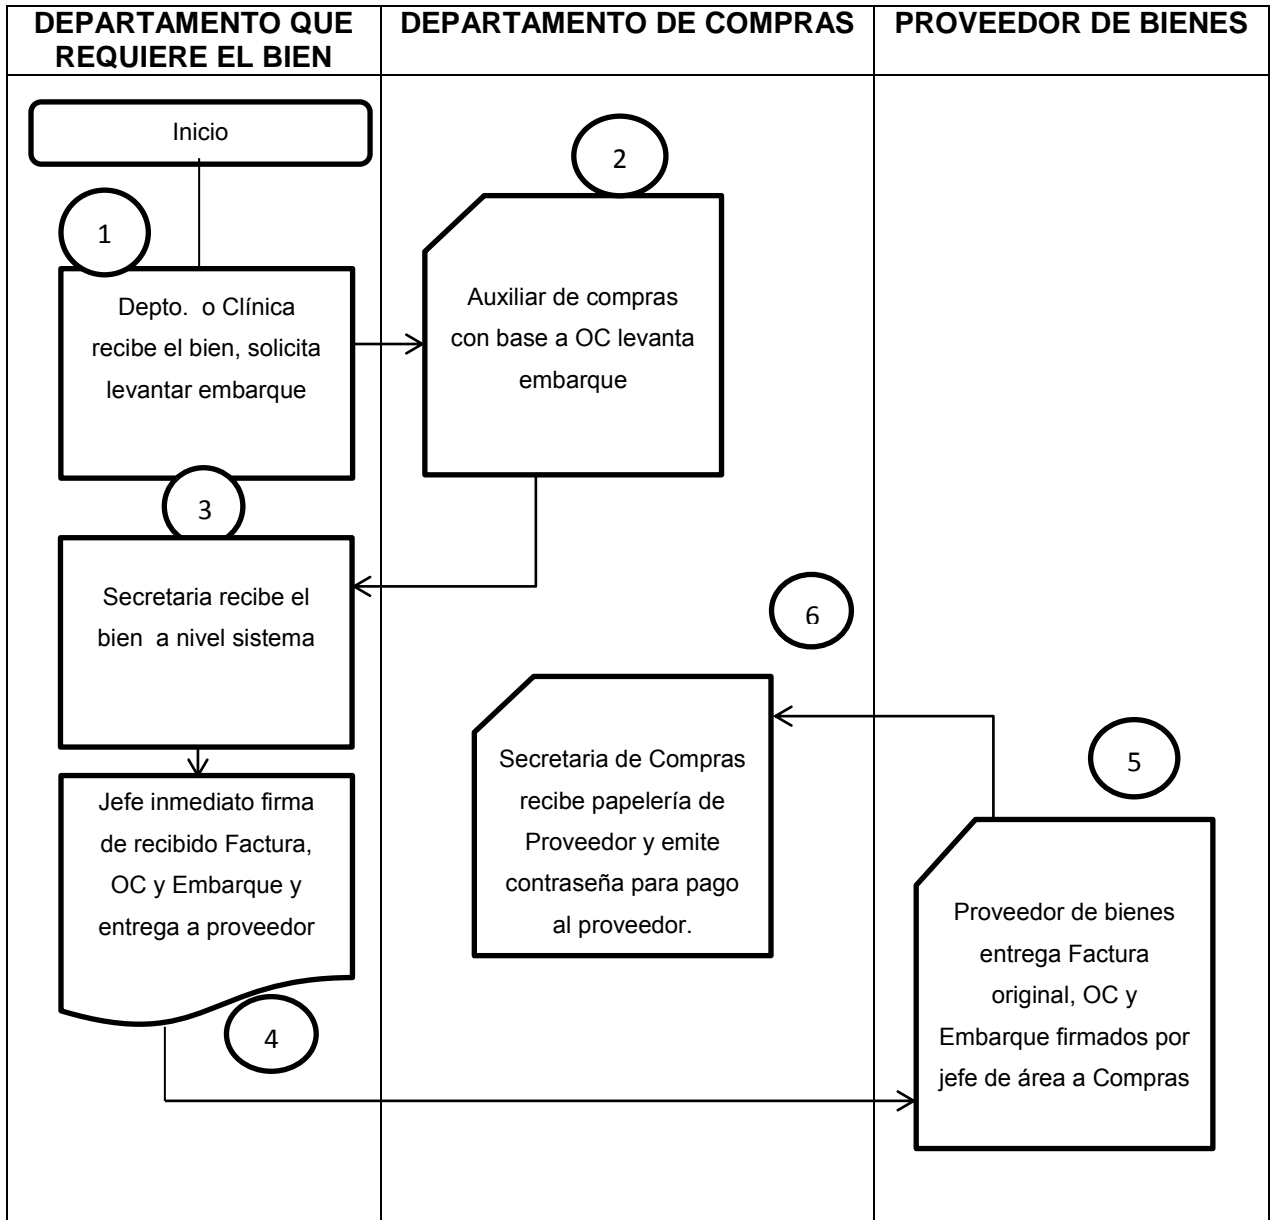 DEPARTAMENTO QUE
REQUIERE EL BIEN
DEPARTAMENTO DE COMPRAS
PROVEEDOR DE BIENES
Inicio
1
Depto. o Clínica
recibe el bien, solicita
levantar embarque
2
Auxiliar de compras
con base a OC levanta
embarque
3
Secretaria recibe el
bien a nivel sistema
Jefe inmediato firma
de recibido Factura,
OC y Embarque y
entrega a proveedor
4
5
Proveedor de bienes
entrega Factura
original, OC y
Embarque firmados por
jefe de área a Compras
6
Secretaria de Compras
recibe papelería de
Proveedor y emite
contraseña para pago
al proveedor.